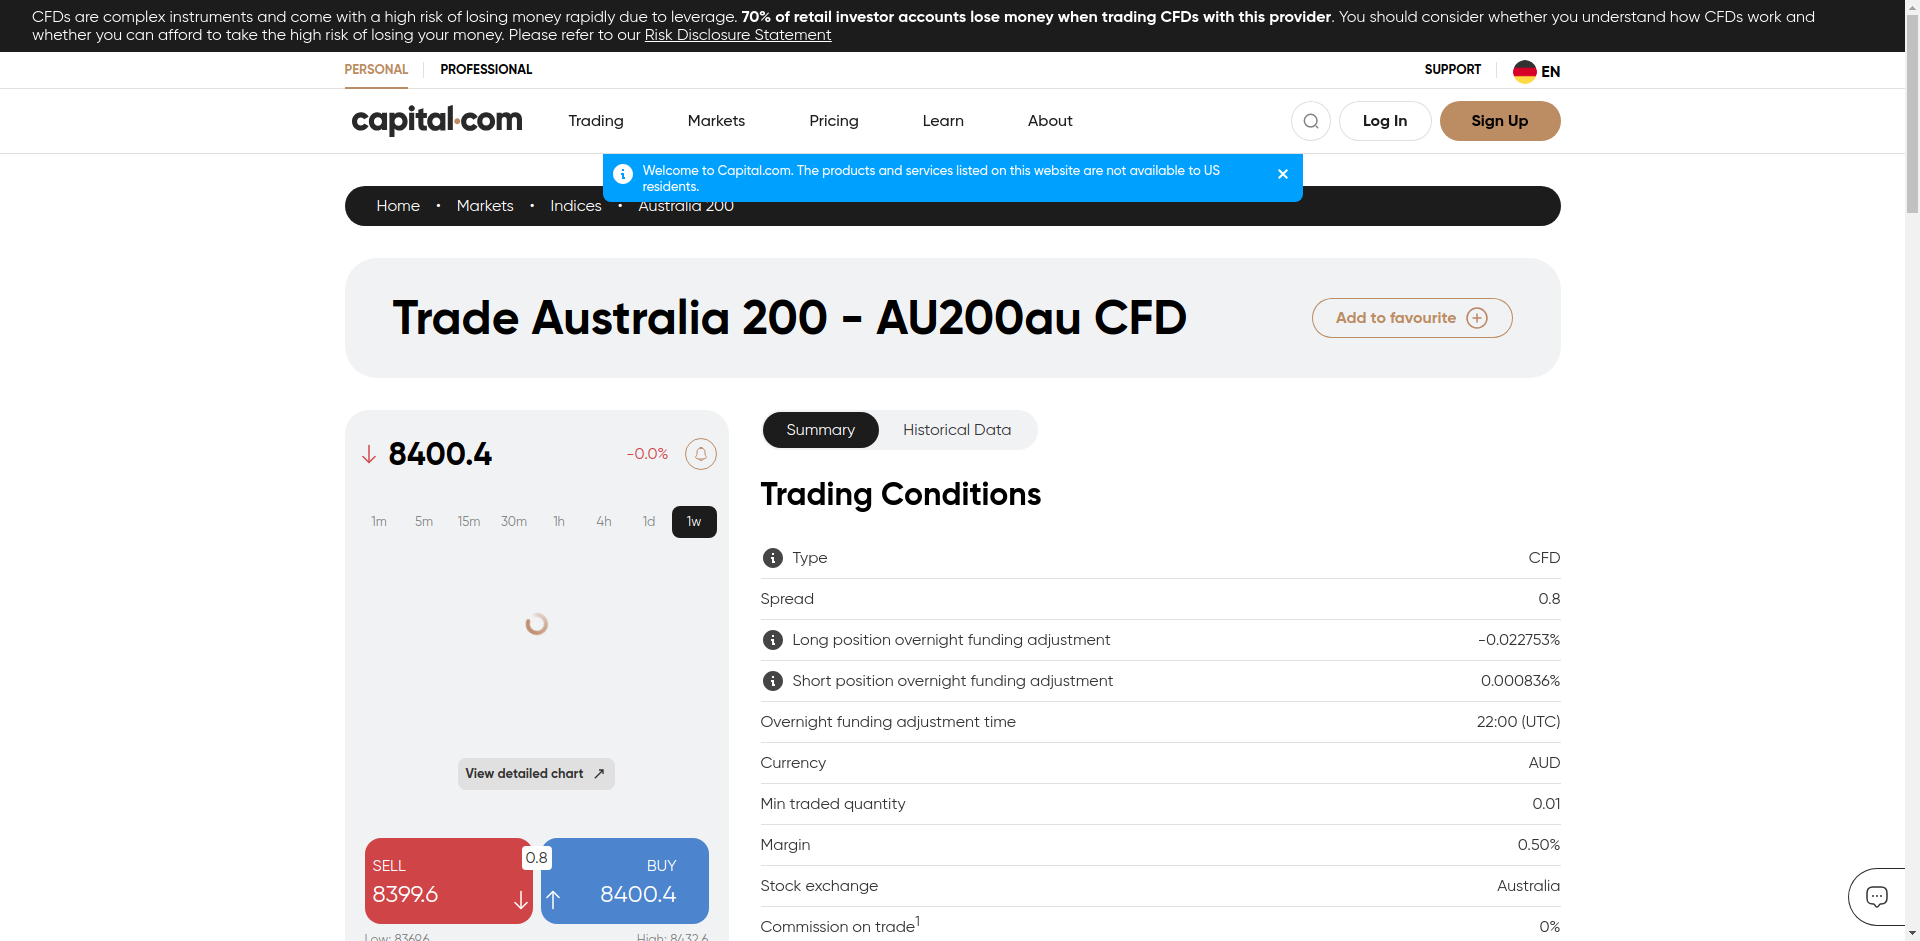 CFDs are complex instruments and come with a high risk of losing money rapidly due to leverage. 70% of retail investor accounts lose money when trading CFDs with this provider. You should consider whether you understand how CFDs work and
whether you can afford to take the high risk of losing your money. Please refer to our Risk Disclosure Statement
PERSONAL PROFESSIONAL SUPPORT EN
capital.com Trading Markets Pricing Learn About Log In Sign Up
Welcome to Capital.com. The products and services listed on this website are not available to US
residents.
Home • Markets • Indices • Australia 200
Trade Australia 200 - AU200au CFD
Add to favourite
8400.4 -0.0%
1m 5m 15m 30m 1h 4h 1d 1w
View detailed chart
SELL 0.8 BUY
8399.6 8400.4
Low: 8369.6 High: 8432.6
Summary Historical Data
Trading Conditions
Type CFD
Spread 0.8
Long position overnight funding adjustment -0.022753%
Short position overnight funding adjustment 0.000836%
Overnight funding adjustment time 22:00 (UTC)
Currency AUD
Min traded quantity 0.01
Margin 0.50%
Stock exchange Australia
Commission on trade1 0%